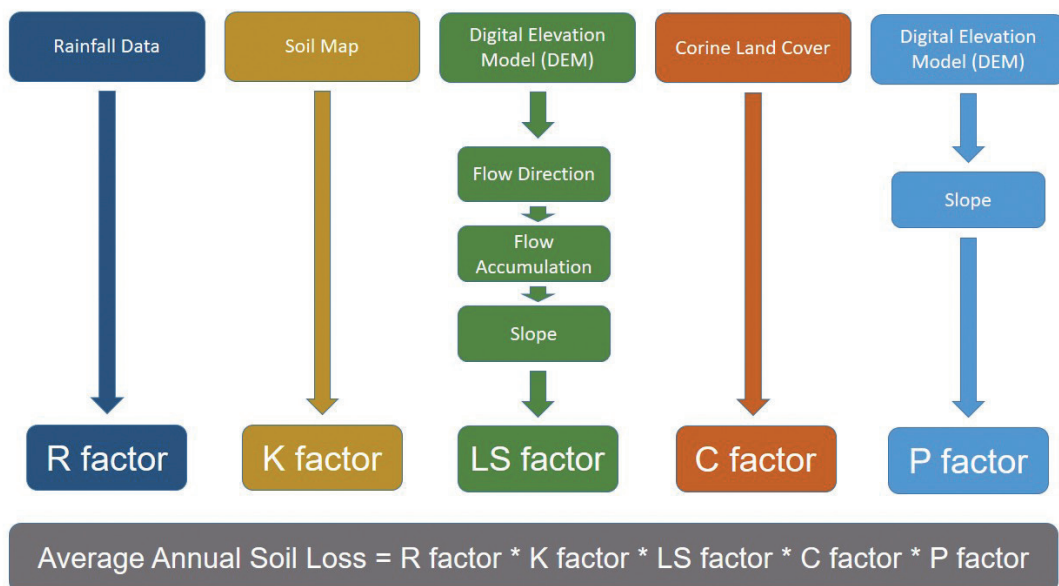 Rainfall Data
Soil Map
Digital Elevation
Model (DEM)
Corine Land Cover
Digital Elevation
Model (DEM)
Flow Direction
Flow
Accumulation
Slope
Slope
R factor
K factor
LS factor
C factor
P factor
Average Annual Soil Loss = R factor * K factor * LS factor * C factor * P factor